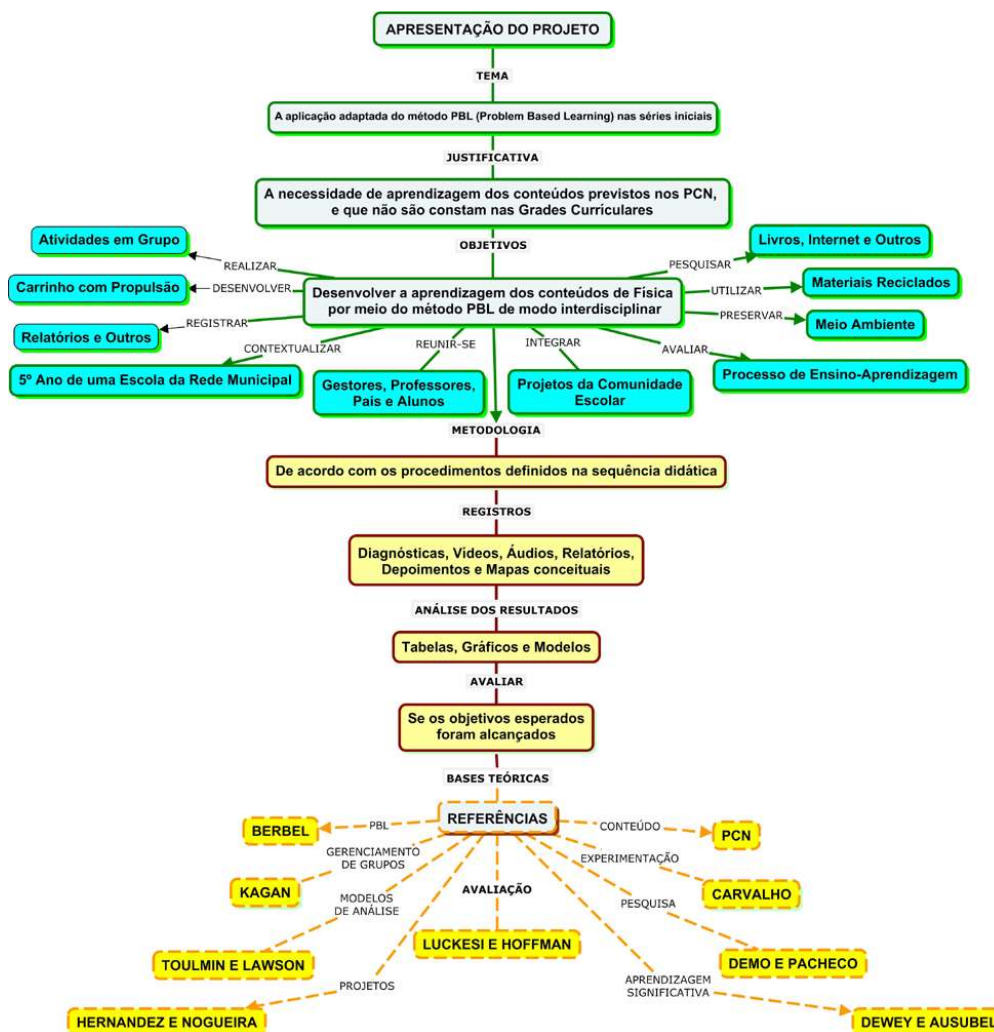 APRESENTAÇÃO DO PROJETO
TEMA
A aplicação adaptada do método PBL (Problem Based Learning) nas séries iniciais
JUSTIFICATIVA
A necessidade de aprendizagem dos conteúdos previstos nos PCN,
e que não são constam nas Grades Curriculares
OBJETIVOS
Atividades em Grupo
REALIZAR
PESQUISAR
Livros, Internet e Outros
Carrinho com Propulsão
DESENVOLVER
Desenvolver a aprendizagem dos conteúdos de Física
por meio do método PBL de modo interdisciplinar
UTILIZAR
Materiais Reciclados
Relatórios e Outros
REGISTRAR
PRESERVAR
Meio Ambiente
CONTEXTUALIZAR
REUNIR-SE
INTEGRAR
AVALIAR
5º Ano de uma Escola da Rede Municipal
Gestores, Professores,
Pais e Alunos
Projetos da Comunidade
Escolar
Processo de Ensino-Aprendizagem
METODOLOGIA
De acordo com os procedimentos definidos na sequência didática
REGISTROS
Diagnósticas, Vídeos, Áudios, Relatórios,
Depoimentos e Mapas conceituais
ANÁLISE DOS RESULTADOS
Tabelas, Gráficos e Modelos
AVALIAR
Se os objetivos esperados
foram alcançados
BASES TEÓRICAS
REFERÊNCIAS
BERBEL
PBL
CONTEÚDO
PCN
GERENCIAMENTO
DE GRUPOS
EXPERIMENTAÇÃO
KAGAN
CARVALHO
MODELOS
DE ANÁLISE
AVALIAÇÃO
PESQUISA
TOULMIN E LAWSON
LUCKESI E HOFFMAN
DEMO E PACHECO
PROJETOS
APRENDIZAGEM
SIGNIFICATIVA
HERNANDEZ E NOGUEIRA
DEWEY E AUSUBEL